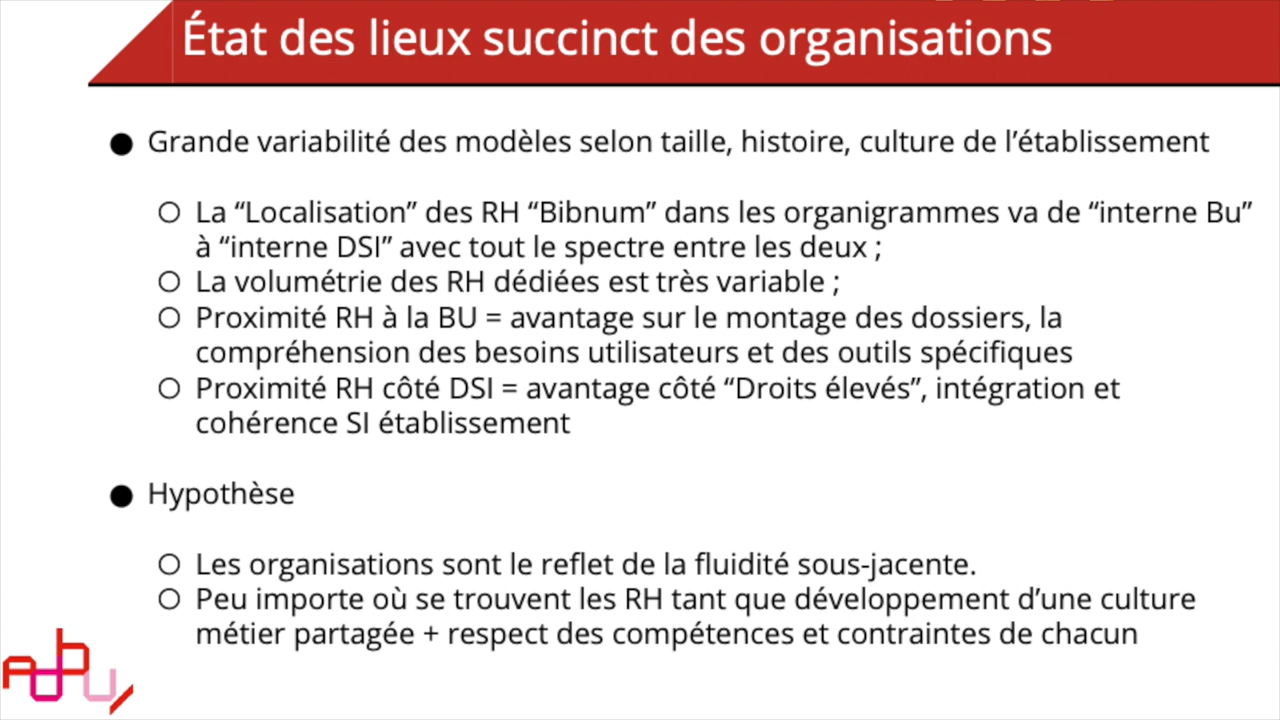 État des lieux succinct des organisations
● Grande variabilité des modèles selon taille, histoire, culture de l’établissement
○ La “Localisation” des RH “Bibnum” dans les organigrammes va de “interne Bu”
à “interne DSI” avec tout le spectre entre les deux ;
○ La volumétrie des RH dédiées est très variable ;
○ Proximité RH à la BU = avantage sur le montage des dossiers, la
compréhension des besoins utilisateurs et des outils spécifiques
○ Proximité RH côté DSI = avantage côté “Droits élevés”, intégration et
cohérence SI établissement
● Hypothèse
○ Les organisations sont le reflet de la fluidité sous-jacente.
○ Peu importe où se trouvent les RH tant que développement d’une culture
métier partagée + respect des compétences et contraintes de chacun
adbu